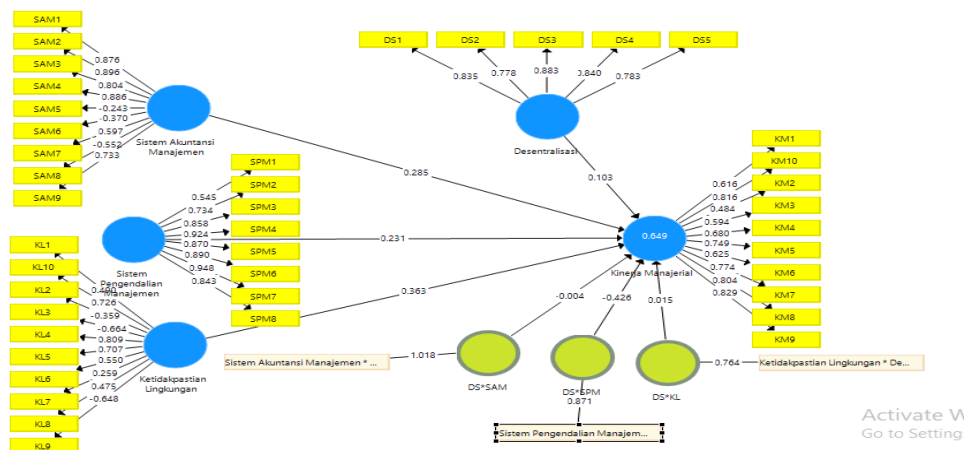 SAM1
SAM2
SAM3
SAM4
SAM5
SAM6
SAM7
SAM8
SAM9
0.876
0.896
0.804
0.886
-0.243
-0.370
0.597
-0.552
0.733
Sistem Akuntansi
Manajemen
DS1
DS2
DS3
DS4
DS5
0.835
0.778
0.883
0.840
0.783
Desentralisasi
0.285
0.103
SPM1
SPM2
SPM3
SPM4
SPM5
SPM6
SPM7
SPM8
0.545
0.734
0.858
0.924
0.870
0.890
0.948
0.843
Sistem
Pengendalian
Manajemen
0.231
KM1
KM10
KM2
KM3
KM4
KM5
KM6
KM7
KM8
KM9
0.616
0.816
0.484
0.594
0.680
0.749
0.625
0.774
0.804
0.829
0.649
Kinerja Manajerial
KL1
KL10
KL2
KL3
KL4
KL5
KL6
KL7
KL8
KL9
0.726
-0.359
-0.664
0.809
0.707
0.550
0.259
0.475
-0.648
Ketidakpastian
Lingkungan
0.363
-0.004
-0.426
0.015
Sistem Akuntansi Manajemen * ...
1.018
DS*SAM
DS*SPM
0.871
DS*KL
0.764
Ketidakpastian Lingkungan * De...
Sistem Pengendalian Manajem...
Activate W
Go to Setting